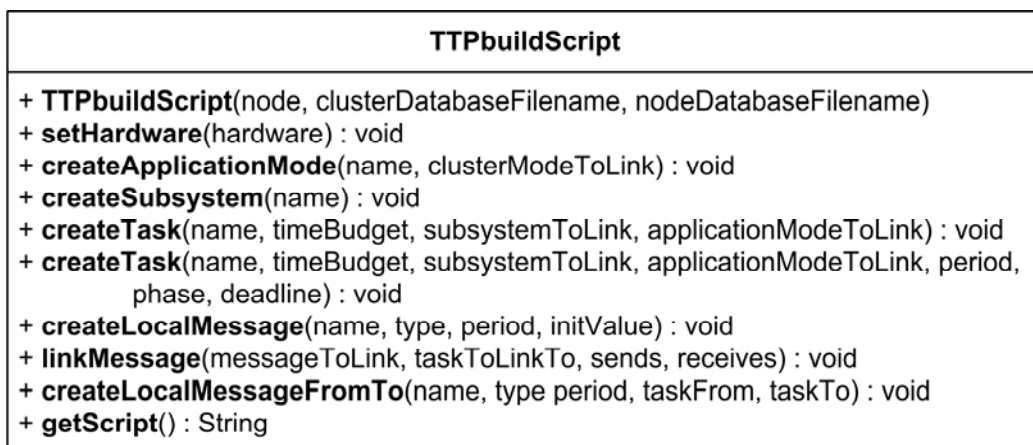 TTPbuildScript
+ TTPbuildScript(node, clusterDatabaseFilename, nodeDatabaseFilename)
+ setHardware(hardware) : void
+ createApplicationMode(name, clusterModeToLink) : void
+ createSubsystem(name) : void
+ createTask(name, timeBudget, subsystemToLink, applicationModeToLink) : void
+ createTask(name, timeBudget, subsystemToLink, applicationModeToLink, period,
phase, deadline) : void
+ createLocalMessage(name, type, period, initValue) : void
+ linkMessage(messageToLink, taskToLinkTo, sends, receives) : void
+ createLocalMessageFromTo(name, type period, taskFrom, taskTo) : void
+ getScript() : String